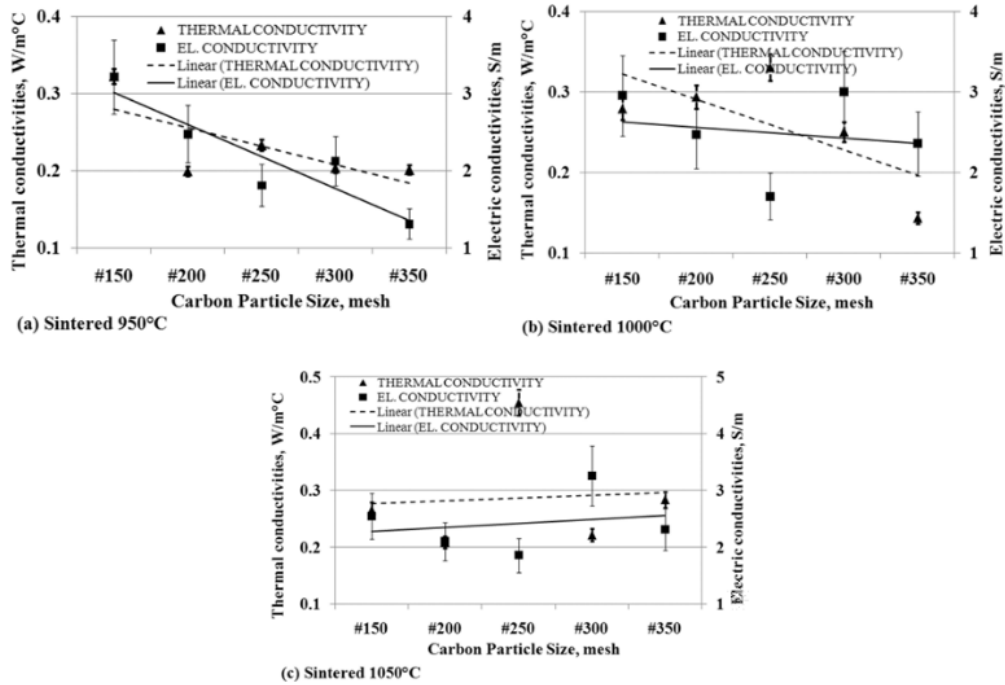 0.4
0.3
0.2
0.1
Thermal conductivities, W/m°C
▲ THERMAL CONDUCTIVITY
■ EL. CONDUCTIVITY
Linear (THERMAL CONDUCTIVITY)
Linear (EL. CONDUCTIVITY)
4
3
2
1
Electric conductivities, S/m
#150 #200 #250 #300 #350
Carbon Particle Size, mesh
(a) Sintered 950°C
0.4
0.3
0.2
0.1
Thermal conductivities, W/m°C
▲ THERMAL CONDUCTIVITY
■ EL. CONDUCTIVITY
Linear (THERMAL CONDUCTIVITY)
Linear (EL. CONDUCTIVITY)
4
3
2
1
Electric conductivities, S/m
#150 #200 #250 #300 #350
Carbon Particle Size, mesh
(b) Sintered 1000°C
0.5
0.4
0.3
0.2
0.1
Thermal conductivities, W/m°C
▲ THERMAL CONDUCTIVITY
■ EL. CONDUCTIVITY
Linear (THERMAL CONDUCTIVITY)
Linear (EL. CONDUCTIVITY)
5
4
3
2
1
Electric conductivities, S/m
#150 #200 #250 #300 #350
Carbon Particle Size, mesh
(c) Sintered 1050°C